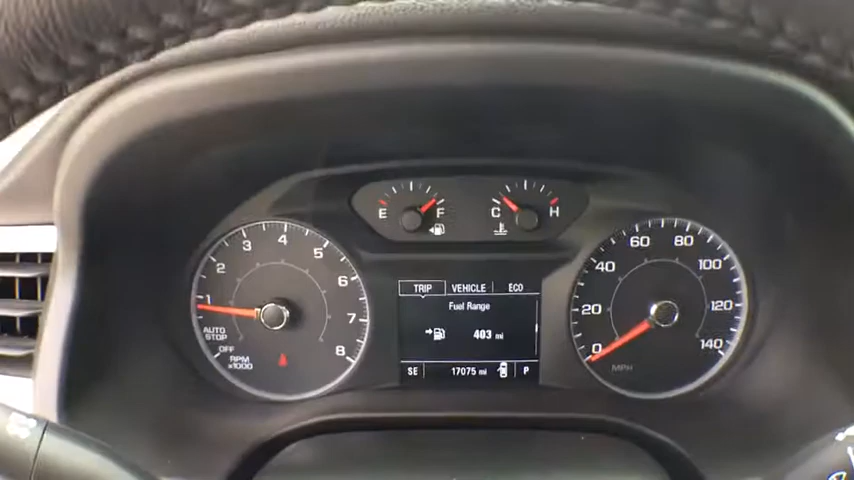 E F C H
TRIP VEHICLE ECO
Fuel Range
403 mi
SE 17075 mi P
1 2 3 4 5 6 7 8
AUTO
STOP
OFF
RPM
x1000
0 20 40 60 80 100 120 140
MPH